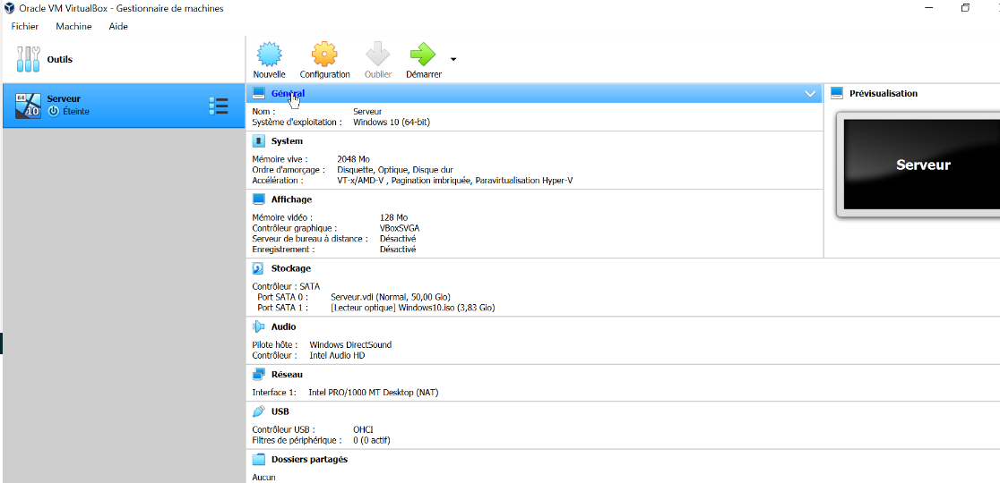 Oracle VM VirtualBox - Gestionnaire de machines
Fichier Machine Aide
Outils
Nouvelle Configuration Oublier Démarrer
64
10
Serveur
Éteinte
Général
Nom : Serveur
Système d'exploitation : Windows 10 (64-bit)
System
Mémoire vive : 2048 Mo
Ordre d'amorçage : Disquette, Optique, Disque dur
Accélération : VT-x/AMD-V , Pagination imbriquée, Paravirtualisation Hyper-V
Affichage
Mémoire vidéo : 128 Mo
Contrôleur graphique : VBoxSVGA
Serveur de bureau à distance : Désactivé
Enregistrement : Désactivé
Stockage
Contrôleur : SATA
Port SATA 0 : Serveur.vdi (Normal, 50,00 Gio)
Port SATA 1 : [Lecteur optique] Windows10.iso (3,83 Gio)
Audio
Pilote hôte : Windows DirectSound
Contrôleur : Intel Audio HD
Réseau
Interface 1: Intel PRO/1000 MT Desktop (NAT)
USB
Contrôleur USB : OHCI
Filtres de périphérique : 0 (0 actif)
Dossiers partagés
Aucun
Prévisualisation
Serveur